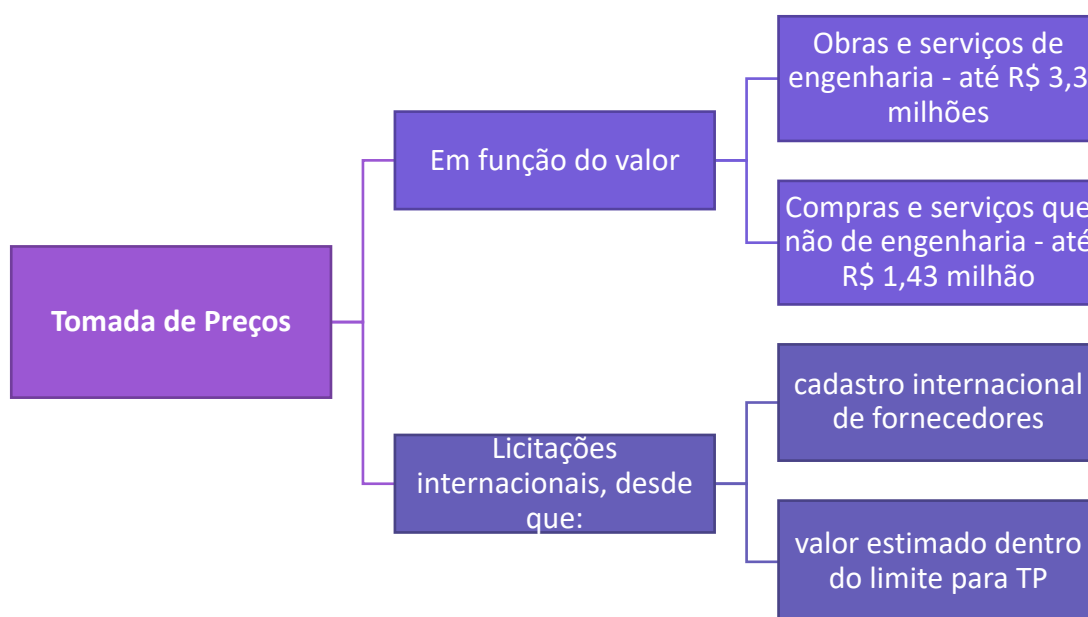 Tomada de Preços
Em função do valor
Obras e serviços de
engenharia - até R$ 3,3
milhões
Compras e serviços que
não de engenharia - até
R$ 1,43 milhão
Licitações
internacionais, desde
que:
cadastro internacional
de fornecedores
valor estimado dentro
do limite para TP